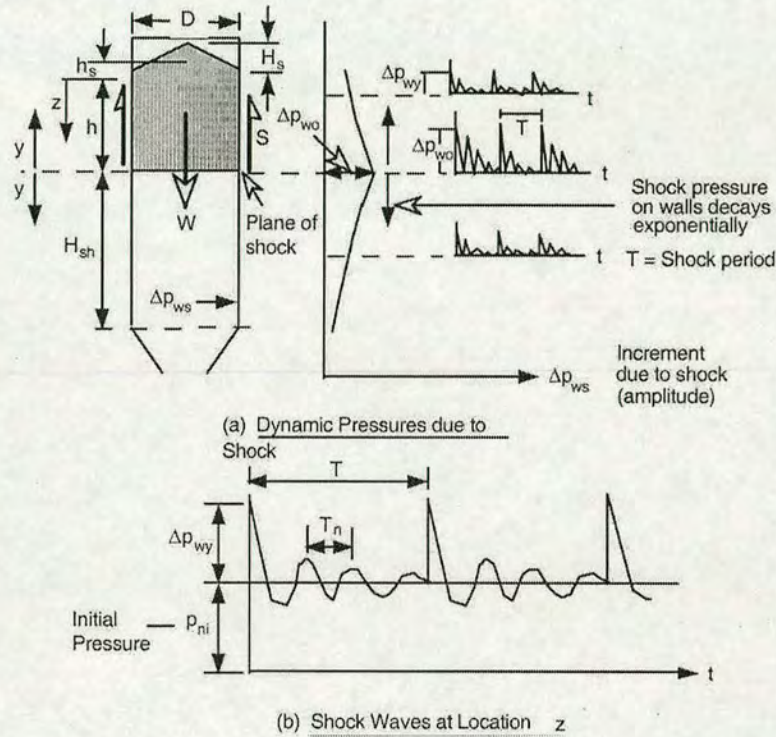 D
h_s
H_s
z
h
S
y
y
W
Plane of
shock
H_sh
Δp_ws
Δp_wo
Δp_wy
t
T
Δp_wo
t
Shock pressure
on walls decays
exponentially
t
T = Shock period
Δp_ws
Increment
due to shock
(amplitude)
(a) Dynamic Pressures due to
Shock
T
Δp_wy
T_n
Initial
Pressure
p_ni
t
(b) Shock Waves at Location z